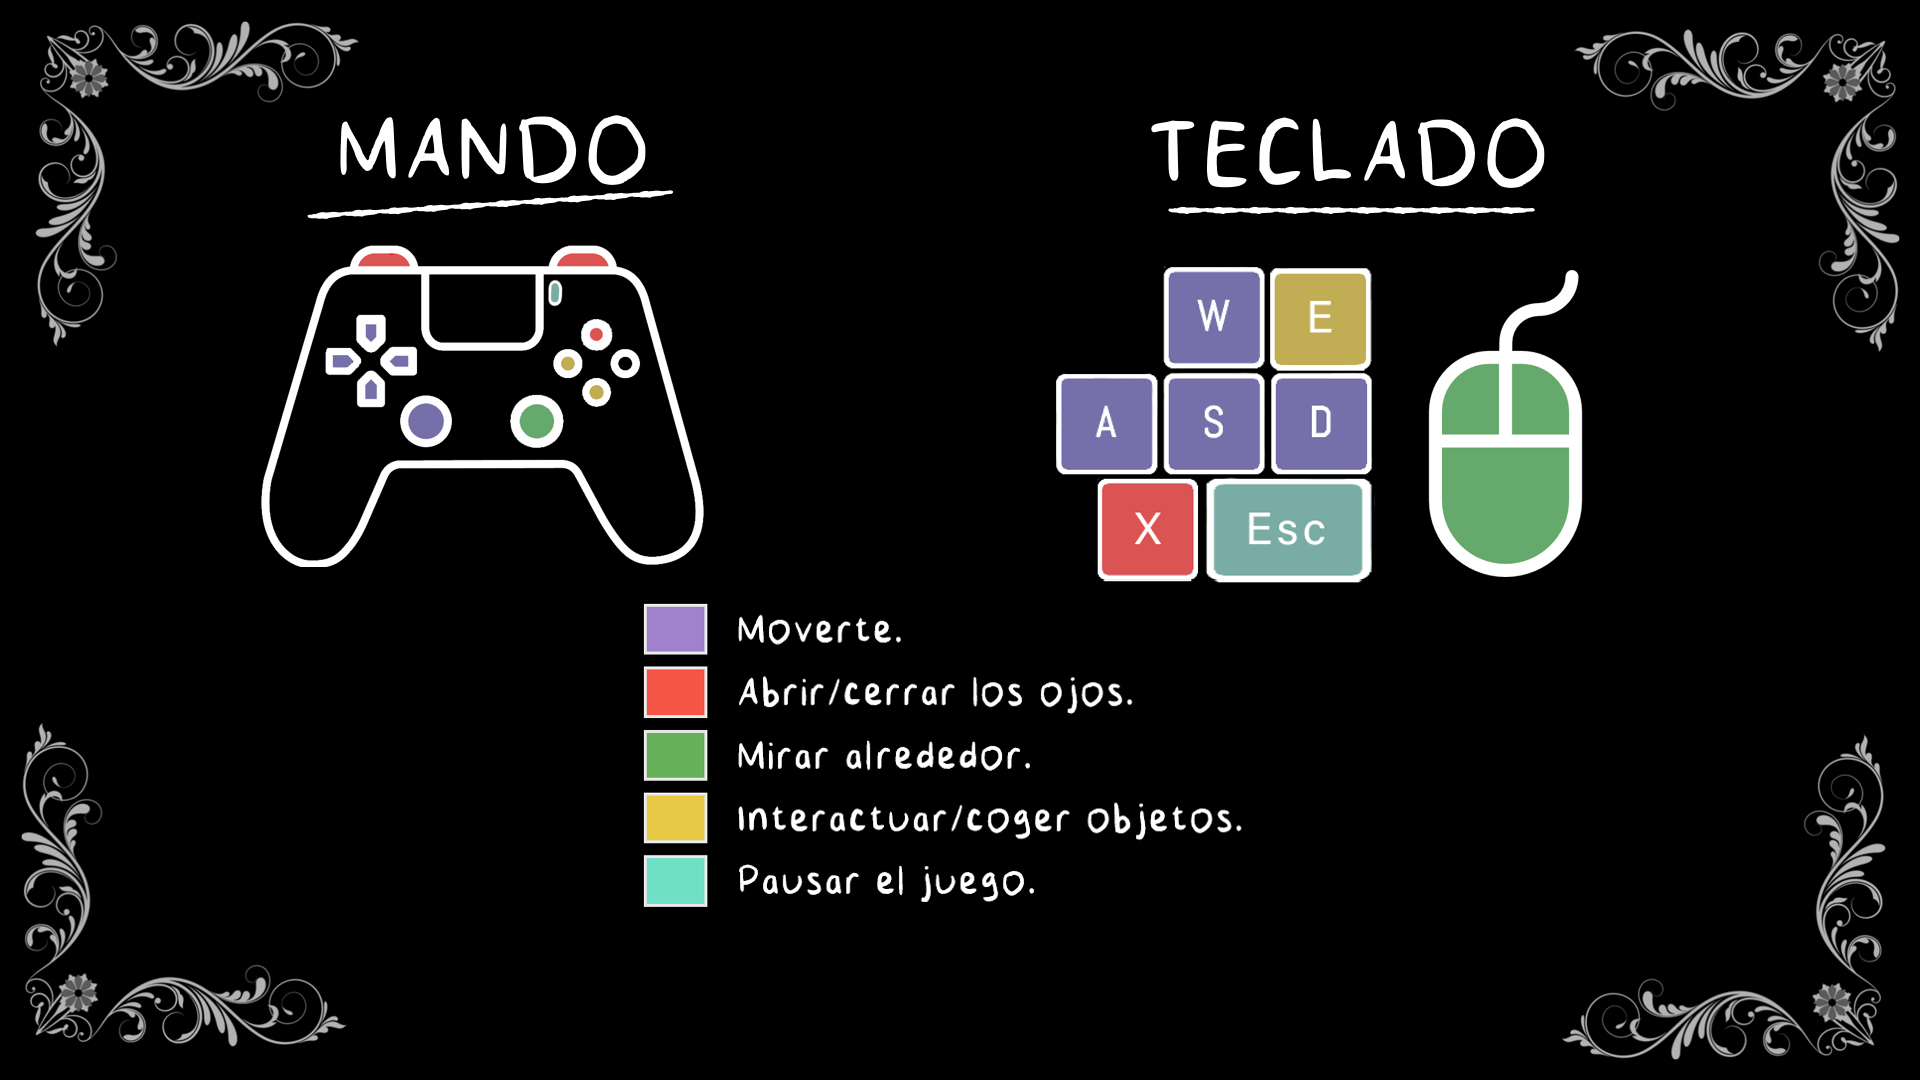 MANDO
TECLADO
W E
A S D
X Esc
Moverte.
Abrir/cerrar los ojos.
Mirar alrededor.
Interactuar/coger objetos.
Pausar el juego.